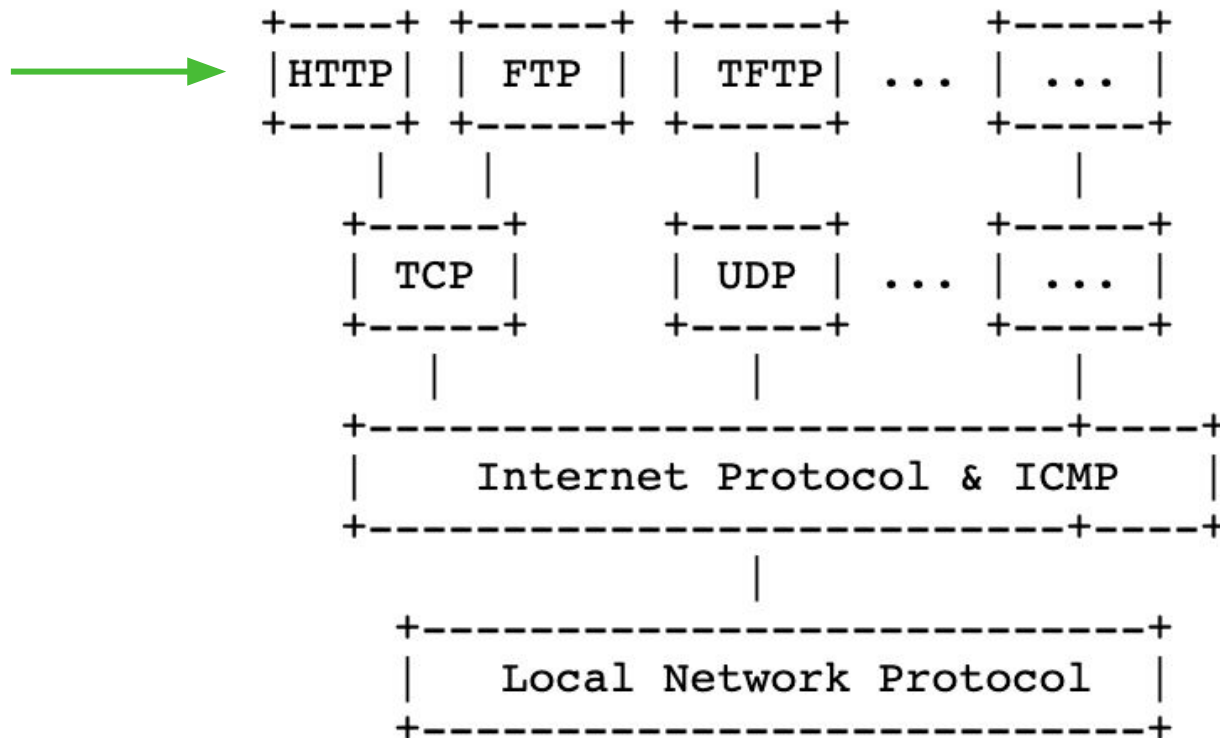 +----+ +-----+ +-----+     +-----+
|HTTP| | FTP | | TFTP| ... | ... |
+----+ +-----+ +-----+     +-----+
    |   |         |           |
   +-----+     +-----+     +-----+
   | TCP |     | UDP | ... | ... |
   +-----+     +-----+     +-----+
      |           |           |
   +--------------------------+----+
   |    Internet Protocol & ICMP   |
   +--------------------------+----+
                  |
     +---------------------------+
     |   Local Network Protocol  |
     +---------------------------+